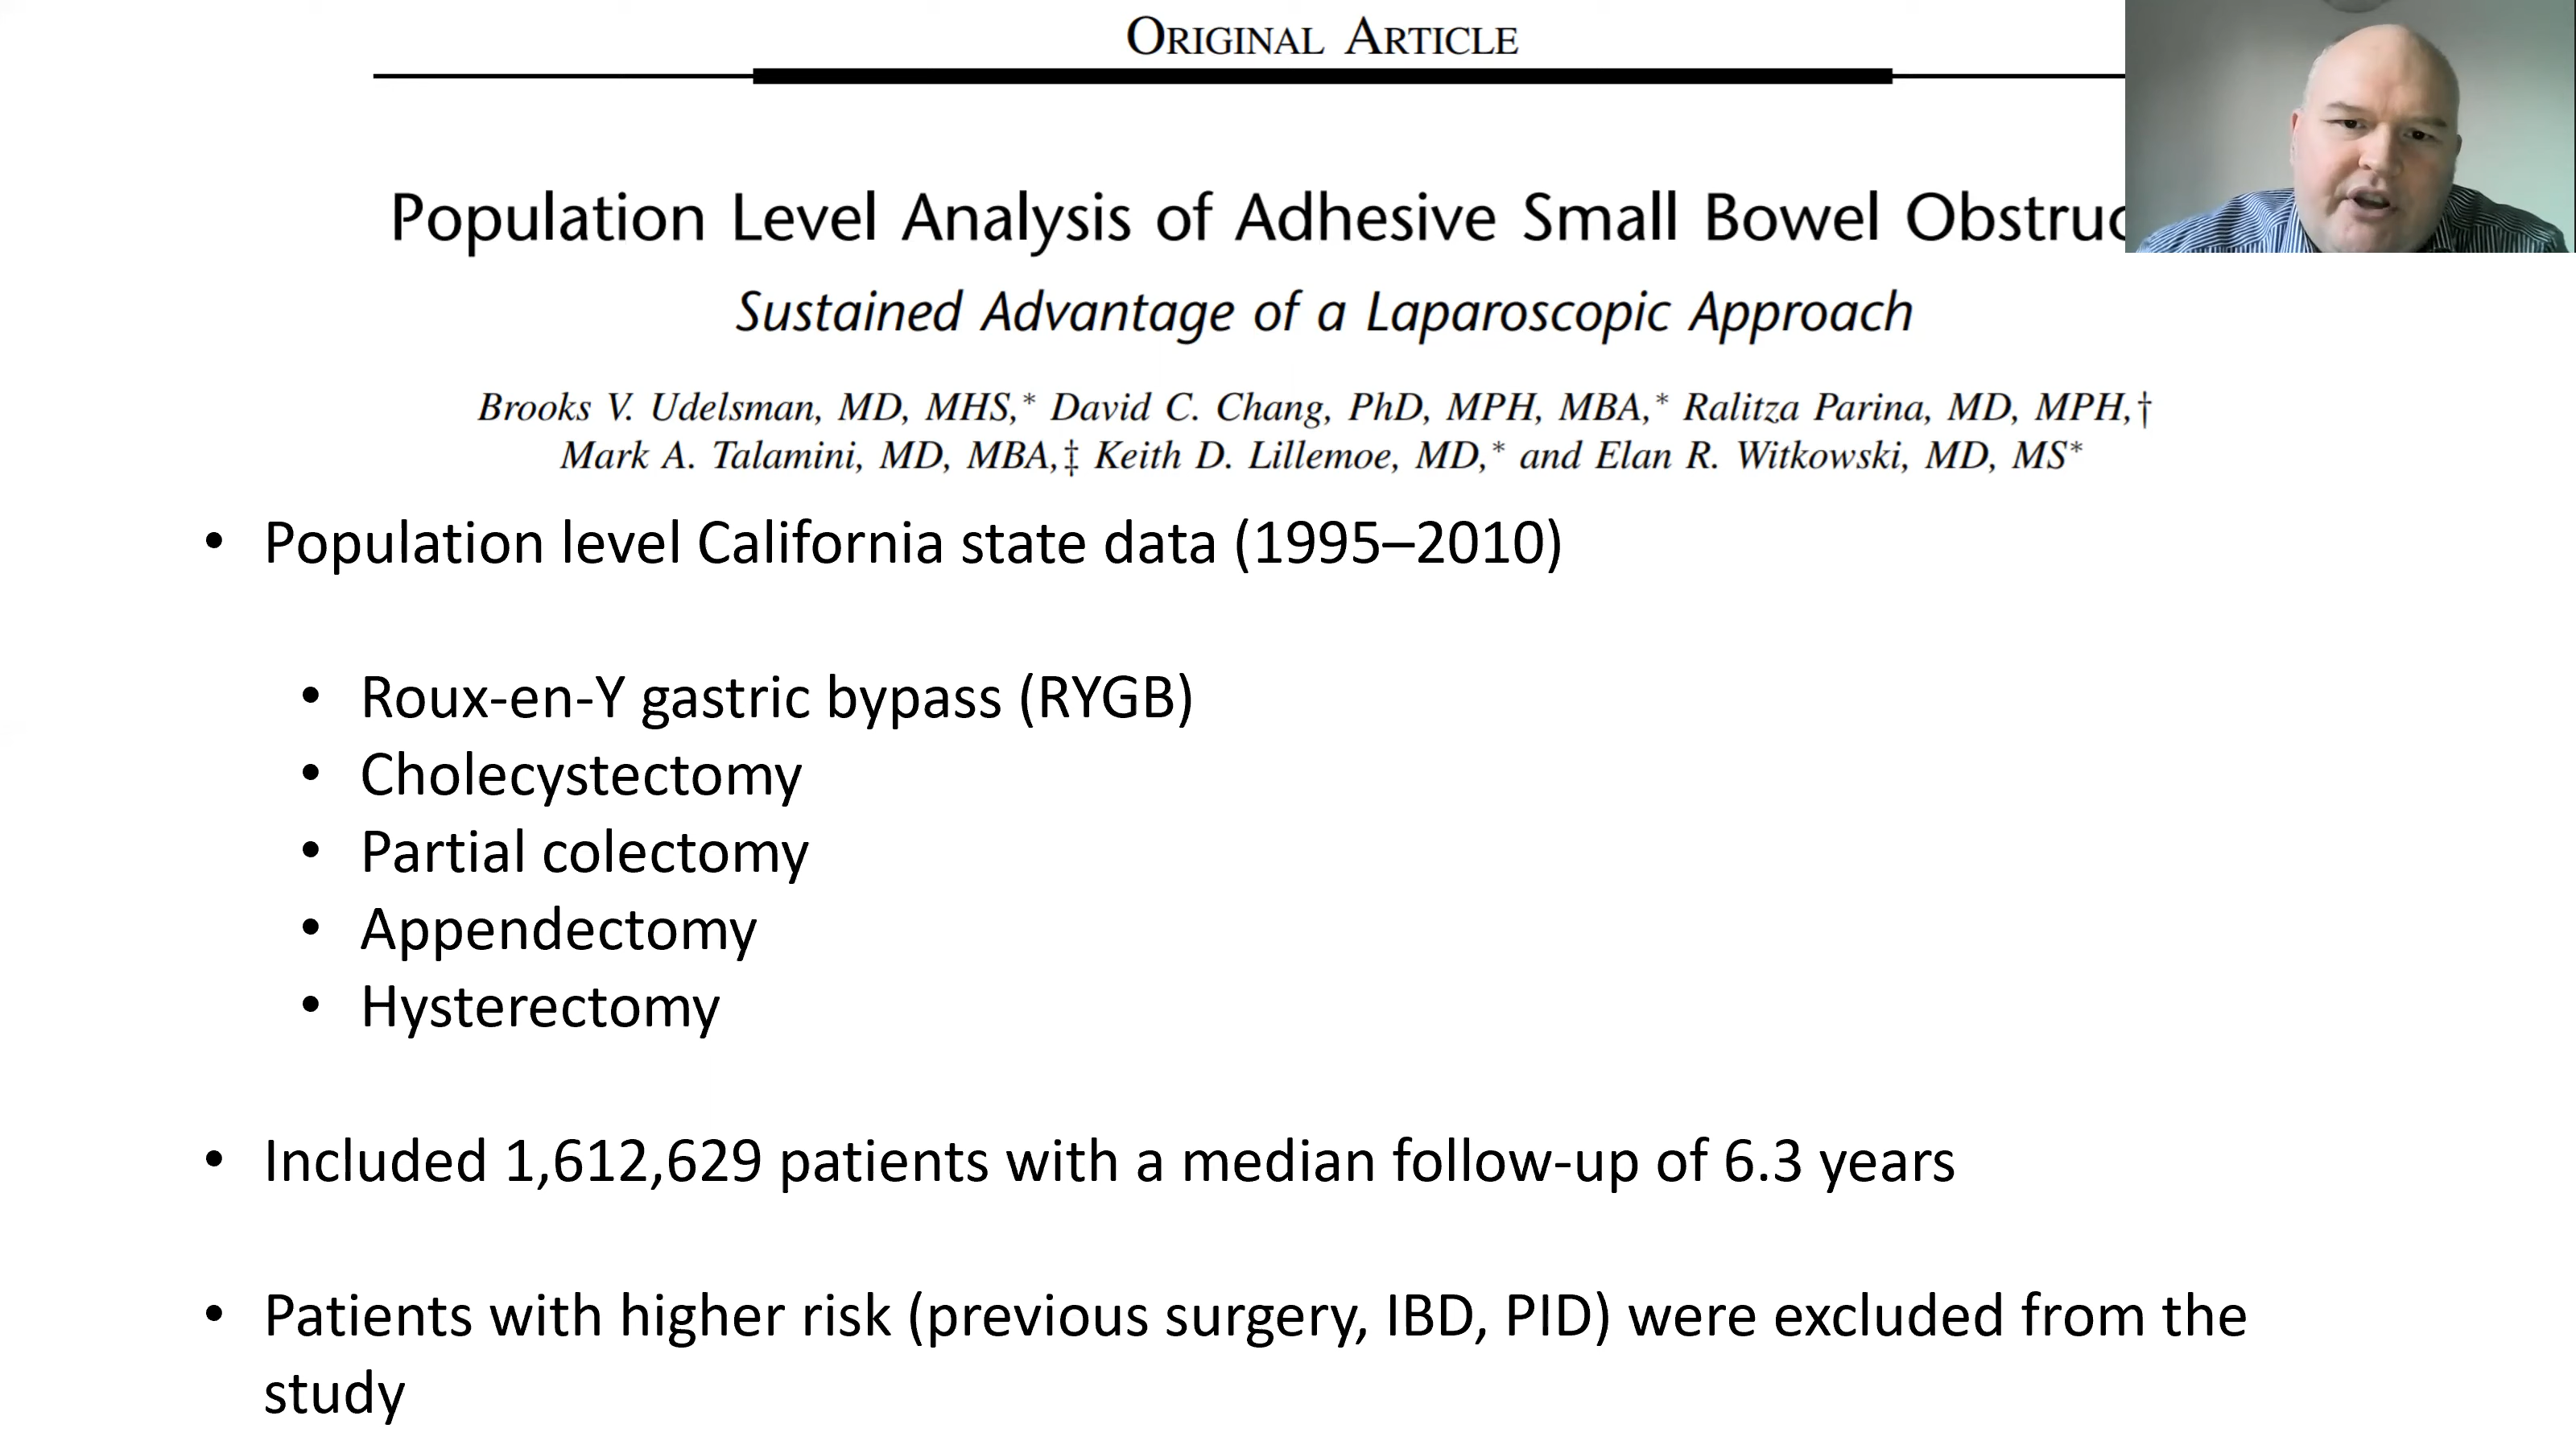 ORIGINAL ARTICLE
Population Level Analysis of Adhesive Small Bowel
Sustained Advantage of a Laparoscopic Approach
Brooks V. Udelsman, MD, MHS,* David C. Chang, PhD, MPH, MBA,* Ralitza Parina, MD, MPH,†
Mark A. Talamini, MD, MBA,‡ Keith D. Lillemoe, MD,* and Elan R. Witkowski, MD, MS*
• Population level California state data (1995–2010)
• Roux-en-Y gastric bypass (RYGB)
• Cholecystectomy
• Partial colectomy
• Appendectomy
• Hysterectomy
• Included 1,612,629 patients with a median follow-up of 6.3 years
• Patients with higher risk (previous surgery, IBD, PID) were excluded from the
study